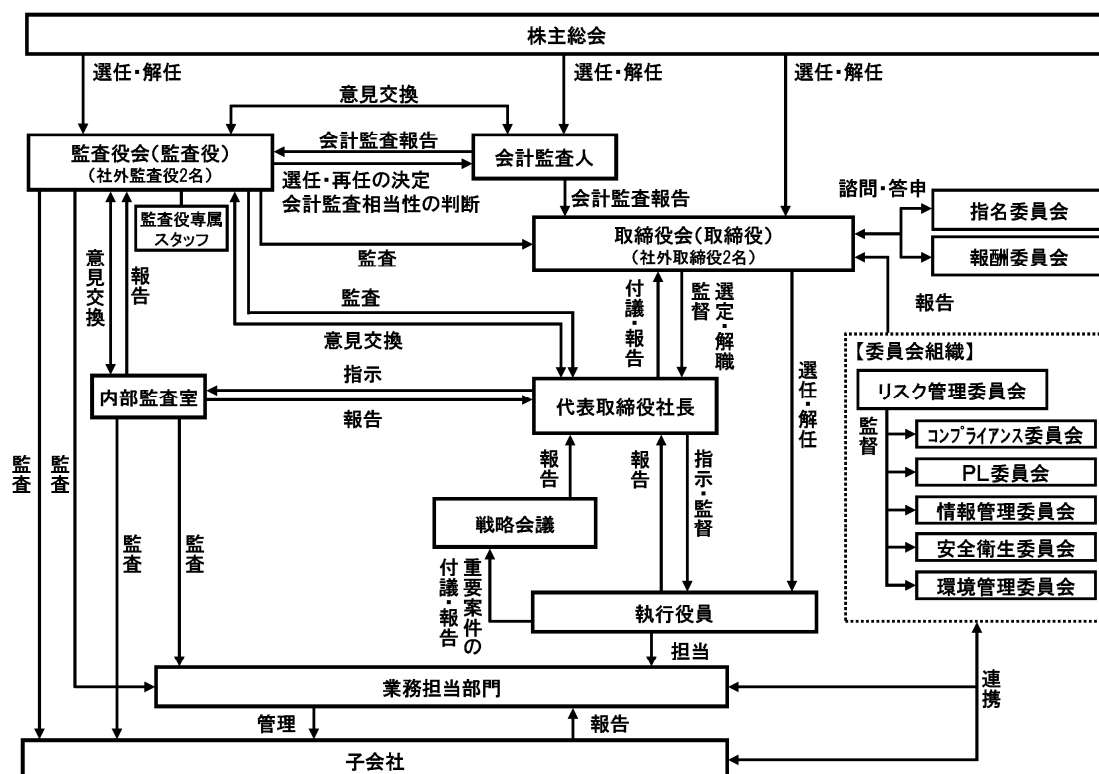 株主総会
選任・解任
選任・解任
選任・解任
意見交換
監査役会(監査役)
(社外監査役2名)
会計監査報告
会計監査人
選任・再任の決定
会計監査相当性の判断
会計監査報告
諮問・答申
指名委員会
報酬委員会
監査役専属
スタッフ
取締役会(取締役)
(社外取締役2名)
監査
意見交換
報告
監査
意見交換
付議・報告
監督
選定・解職
報告
【委員会組織】
リスク管理委員会
監督
コンプライアンス委員会
PL委員会
情報管理委員会
安全衛生委員会
環境管理委員会
指示
内部監査室
報告
代表取締役社長
選任・解任
監査
監査
監査
監査
報告
報告
指示・監督
戦略会議
重要案件の
付議・報告
執行役員
担当
業務担当部門
連携
管理
報告
子会社